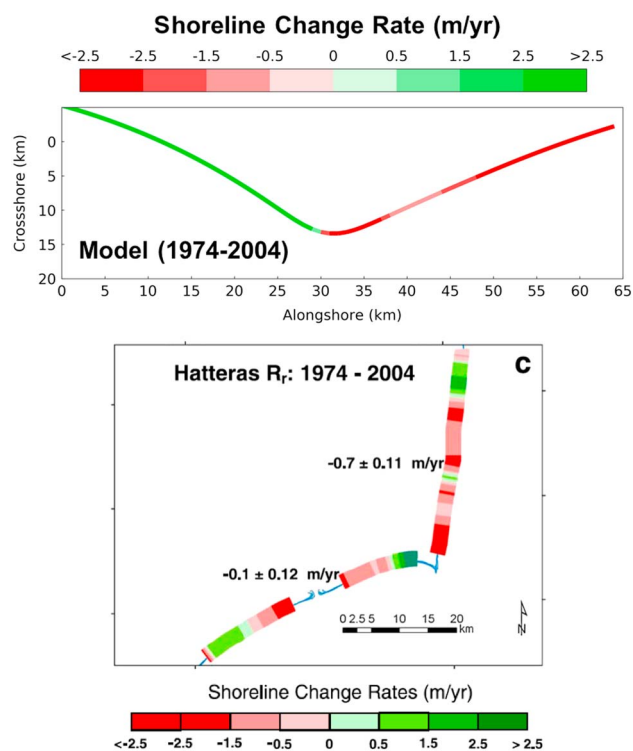 Shoreline Change Rate (m/yr)
<-2.5 -2.5 -1.5 -0.5 0 0.5 1.5 2.5 >2.5
0
5
10
15
20
Crossshore (km)
Model (1974-2004)
0 5 10 15 20 25 30 35 40 45 50 55 60 65
Alongshore (km)
Hatteras Rr: 1974 - 2004
c
-0.7 ± 0.11 m/yr
-0.1 ± 0.12 m/yr
0 2.5 5 10 15 20
km
N
Shoreline Change Rates (m/yr)
<-2.5 -2.5 -1.5 -0.5 0 0.5 1.5 2.5 >2.5